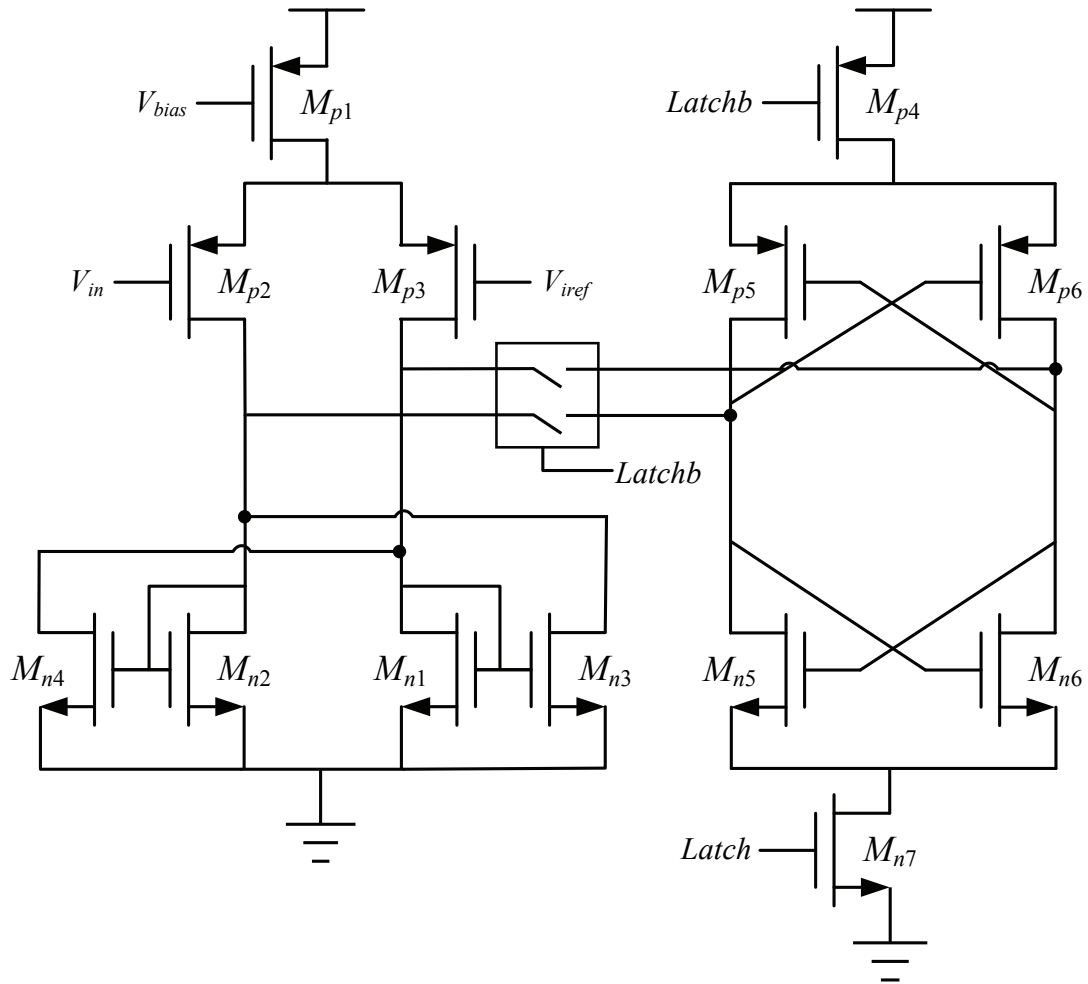 V_bias
M_p1
Latchb
M_p4
V_in
M_p2
M_p3
V_iref
M_p5
M_p6
Latchb
M_n4
M_n2
M_n1
M_n3
M_n5
M_n6
Latch
M_n7